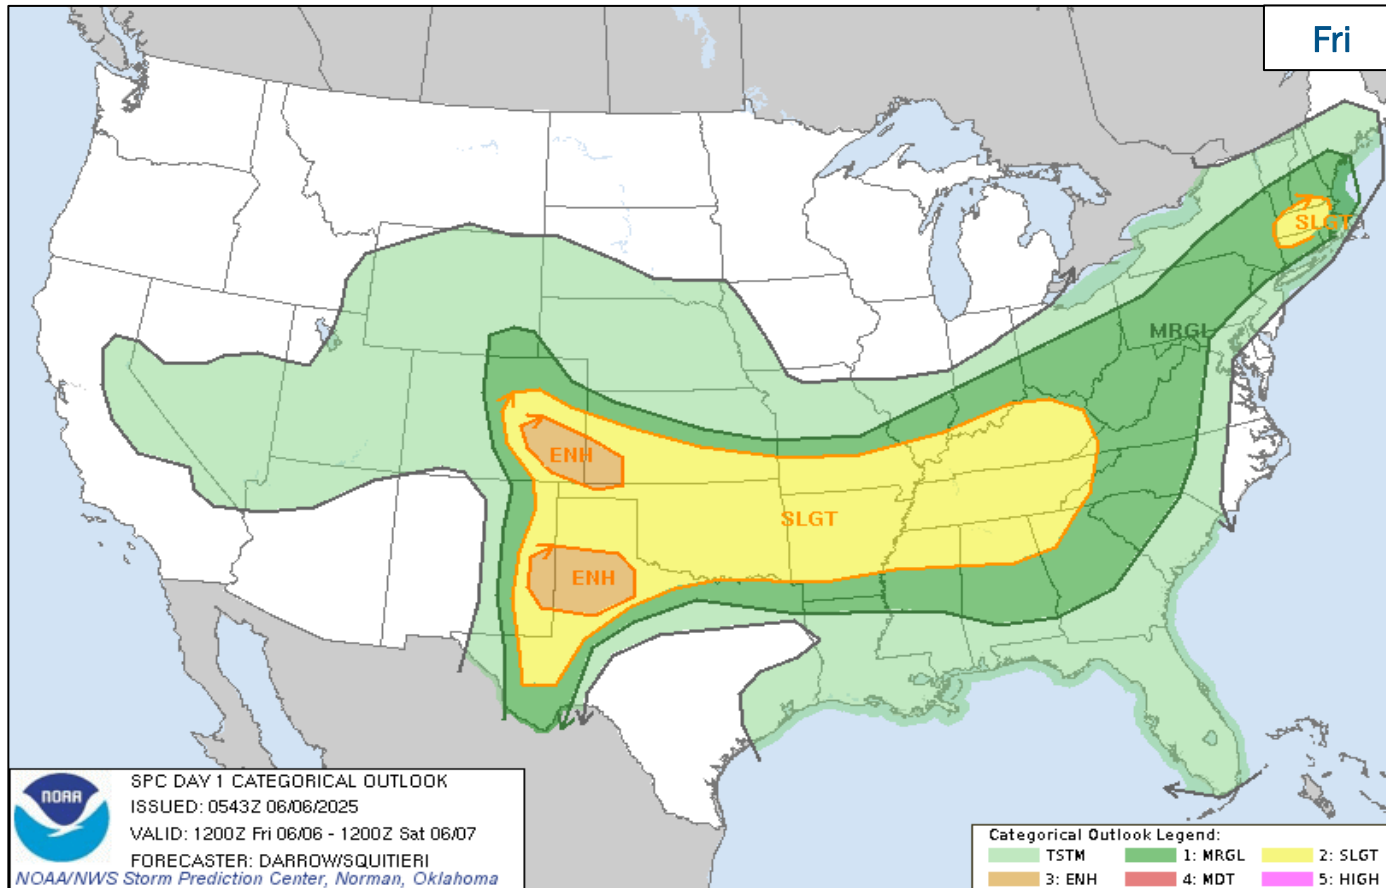 Fri
SLGT
MRGL
ENH
SLGT
ENH
NOAA
SPC DAY 1 CATEGORICAL OUTLOOK
ISSUED: 0543Z 06/06/2025
VALID: 1200Z Fri 06/06 - 1200Z Sat 06/07
FORECASTER: DARROW/SQUITIERI
NOAA/NWS Storm Prediction Center, Norman, Oklahoma
Categorical Outlook Legend:
TSTM 1: MRGL 2: SLGT
3: ENH 4: MDT 5: HIGH